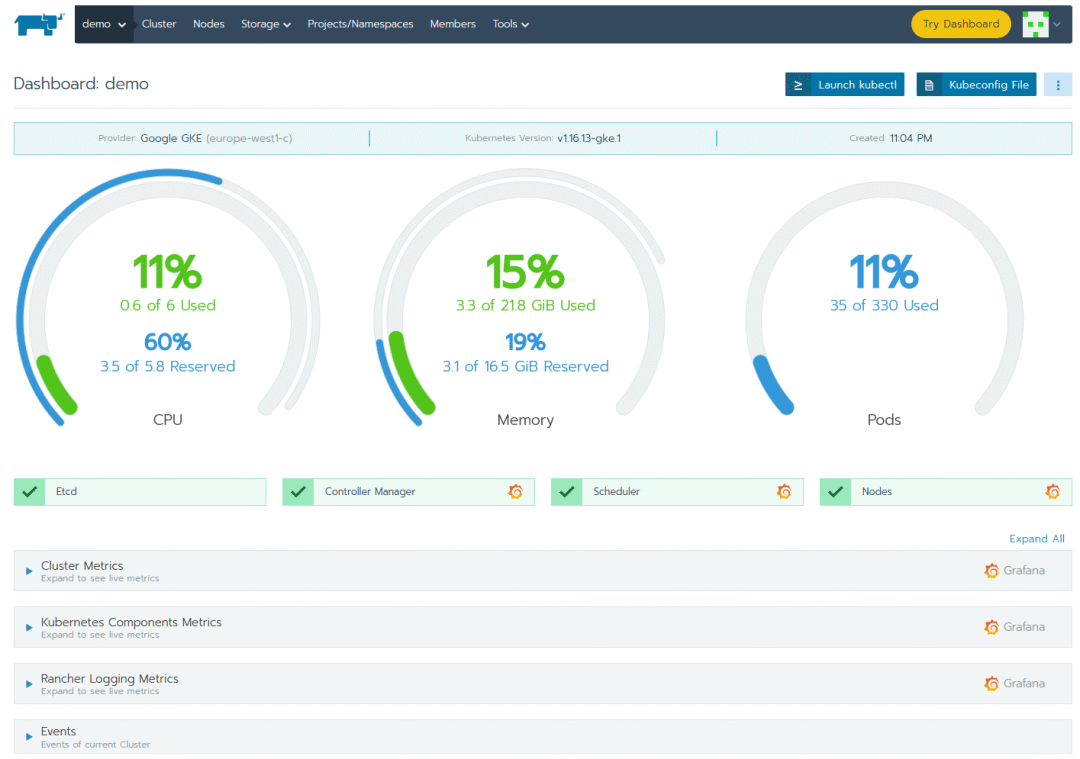 demo Cluster Nodes Storage Projects/Namespaces Members Tools Try Dashboard
Dashboard: demo
Launch kubectl Kubeconfig File
Provider: Google GKE (europe-west1-c) Kubernetes Version: v1.16.13-gke.1 Created: 11:04 PM
11% 15% 11%
0.6 of 6 Used 3.3 of 21.8 GiB Used 35 of 330 Used
60% 19%
3.5 of 5.8 Reserved 3.1 of 16.5 GiB Reserved
CPU Memory Pods
Etcd Controller Manager Scheduler Nodes
Expand All
Cluster Metrics
Expand to see live metrics
Grafana
Kubernetes Components Metrics
Expand to see live metrics
Grafana
Rancher Logging Metrics
Expand to see live metrics
Grafana
Events
Events of current Cluster